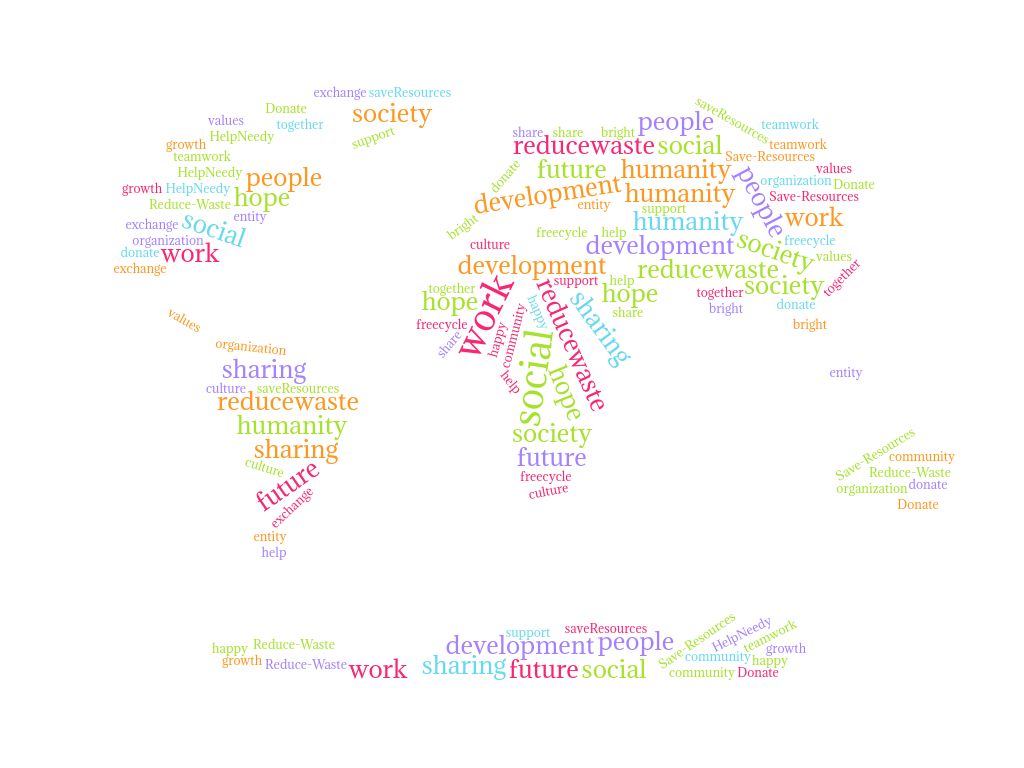 exchange saveResources
Donate
society
values
together
HelpNeedy
support
growth
teamwork
HelpNeedy
people
growth HelpNeedy
hope
Reduce-Waste
entity
exchange
social
organization
donate
work
exchange
saveResources
people
teamwork
share share bright
reducewaste social
teamwork
Save-Resources
donate
future humanity
values
people
organization Donate
development
humanity
Save-Resources
entities
support
bright
humanity
work
freecycle help
culture
development
society
freecycle
values
development
reducewaste
together
support help
society
together
hope
work
reducewaste
sharing
hope
together
donate
share
bright
freecycle
happy
community
happy
share
bright
help
social
hope
entity
society
future
freecycle
culture
values
organization
sharing
culture saveResources
reducewaste
humanity
sharing
culture
future
exchange
entity
help
Save-Resources
community
Reduce-Waste
organization donate
Donate
happy Reduce-Waste
growth Reduce-Waste work
support saveResources
development people
sharing future social
Save-Resources
HelpNeedy
teamwork
growth
community happy
community Donate